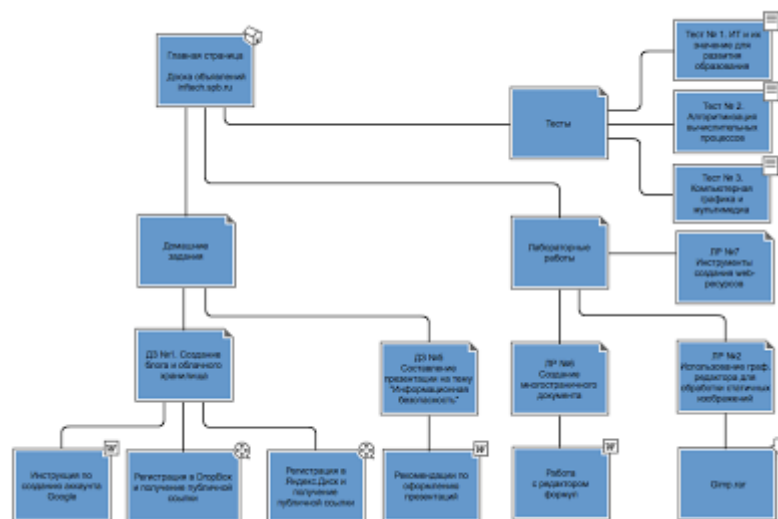 Главная страница
Доска объявлений
inftech.spb.ru
Тест № 1. ИТ и их
значение для
развития
образования
Тесты
Тест № 2.
Алгоритмизация
вычислительных
процессов
Тест № 3.
Компьютерная
графика и
мультимедиа
Домашние
задания
Лабораторные
работы
ЛР №7
Инструменты
создания web-
ресурсов
ДЗ №1. Создание
блога и облачного
хранилища
ДЗ №5
Составление
презентации на тему
"Информационная
безопасность"
ЛР №6
Создание
многостраничного
документа
ЛР №2
Использование граф.
редактора для
обработки статичных
изображений
Инструкция по
созданию аккаунта
Google
Регистрация в DropBox
и получение публичной
ссылки
Регистрация в
Яндекс.Диск и
получение
публичной ссылки
Рекомендации по
оформлению
презентаций
Работа
с редактором
формул
Gimp.rar